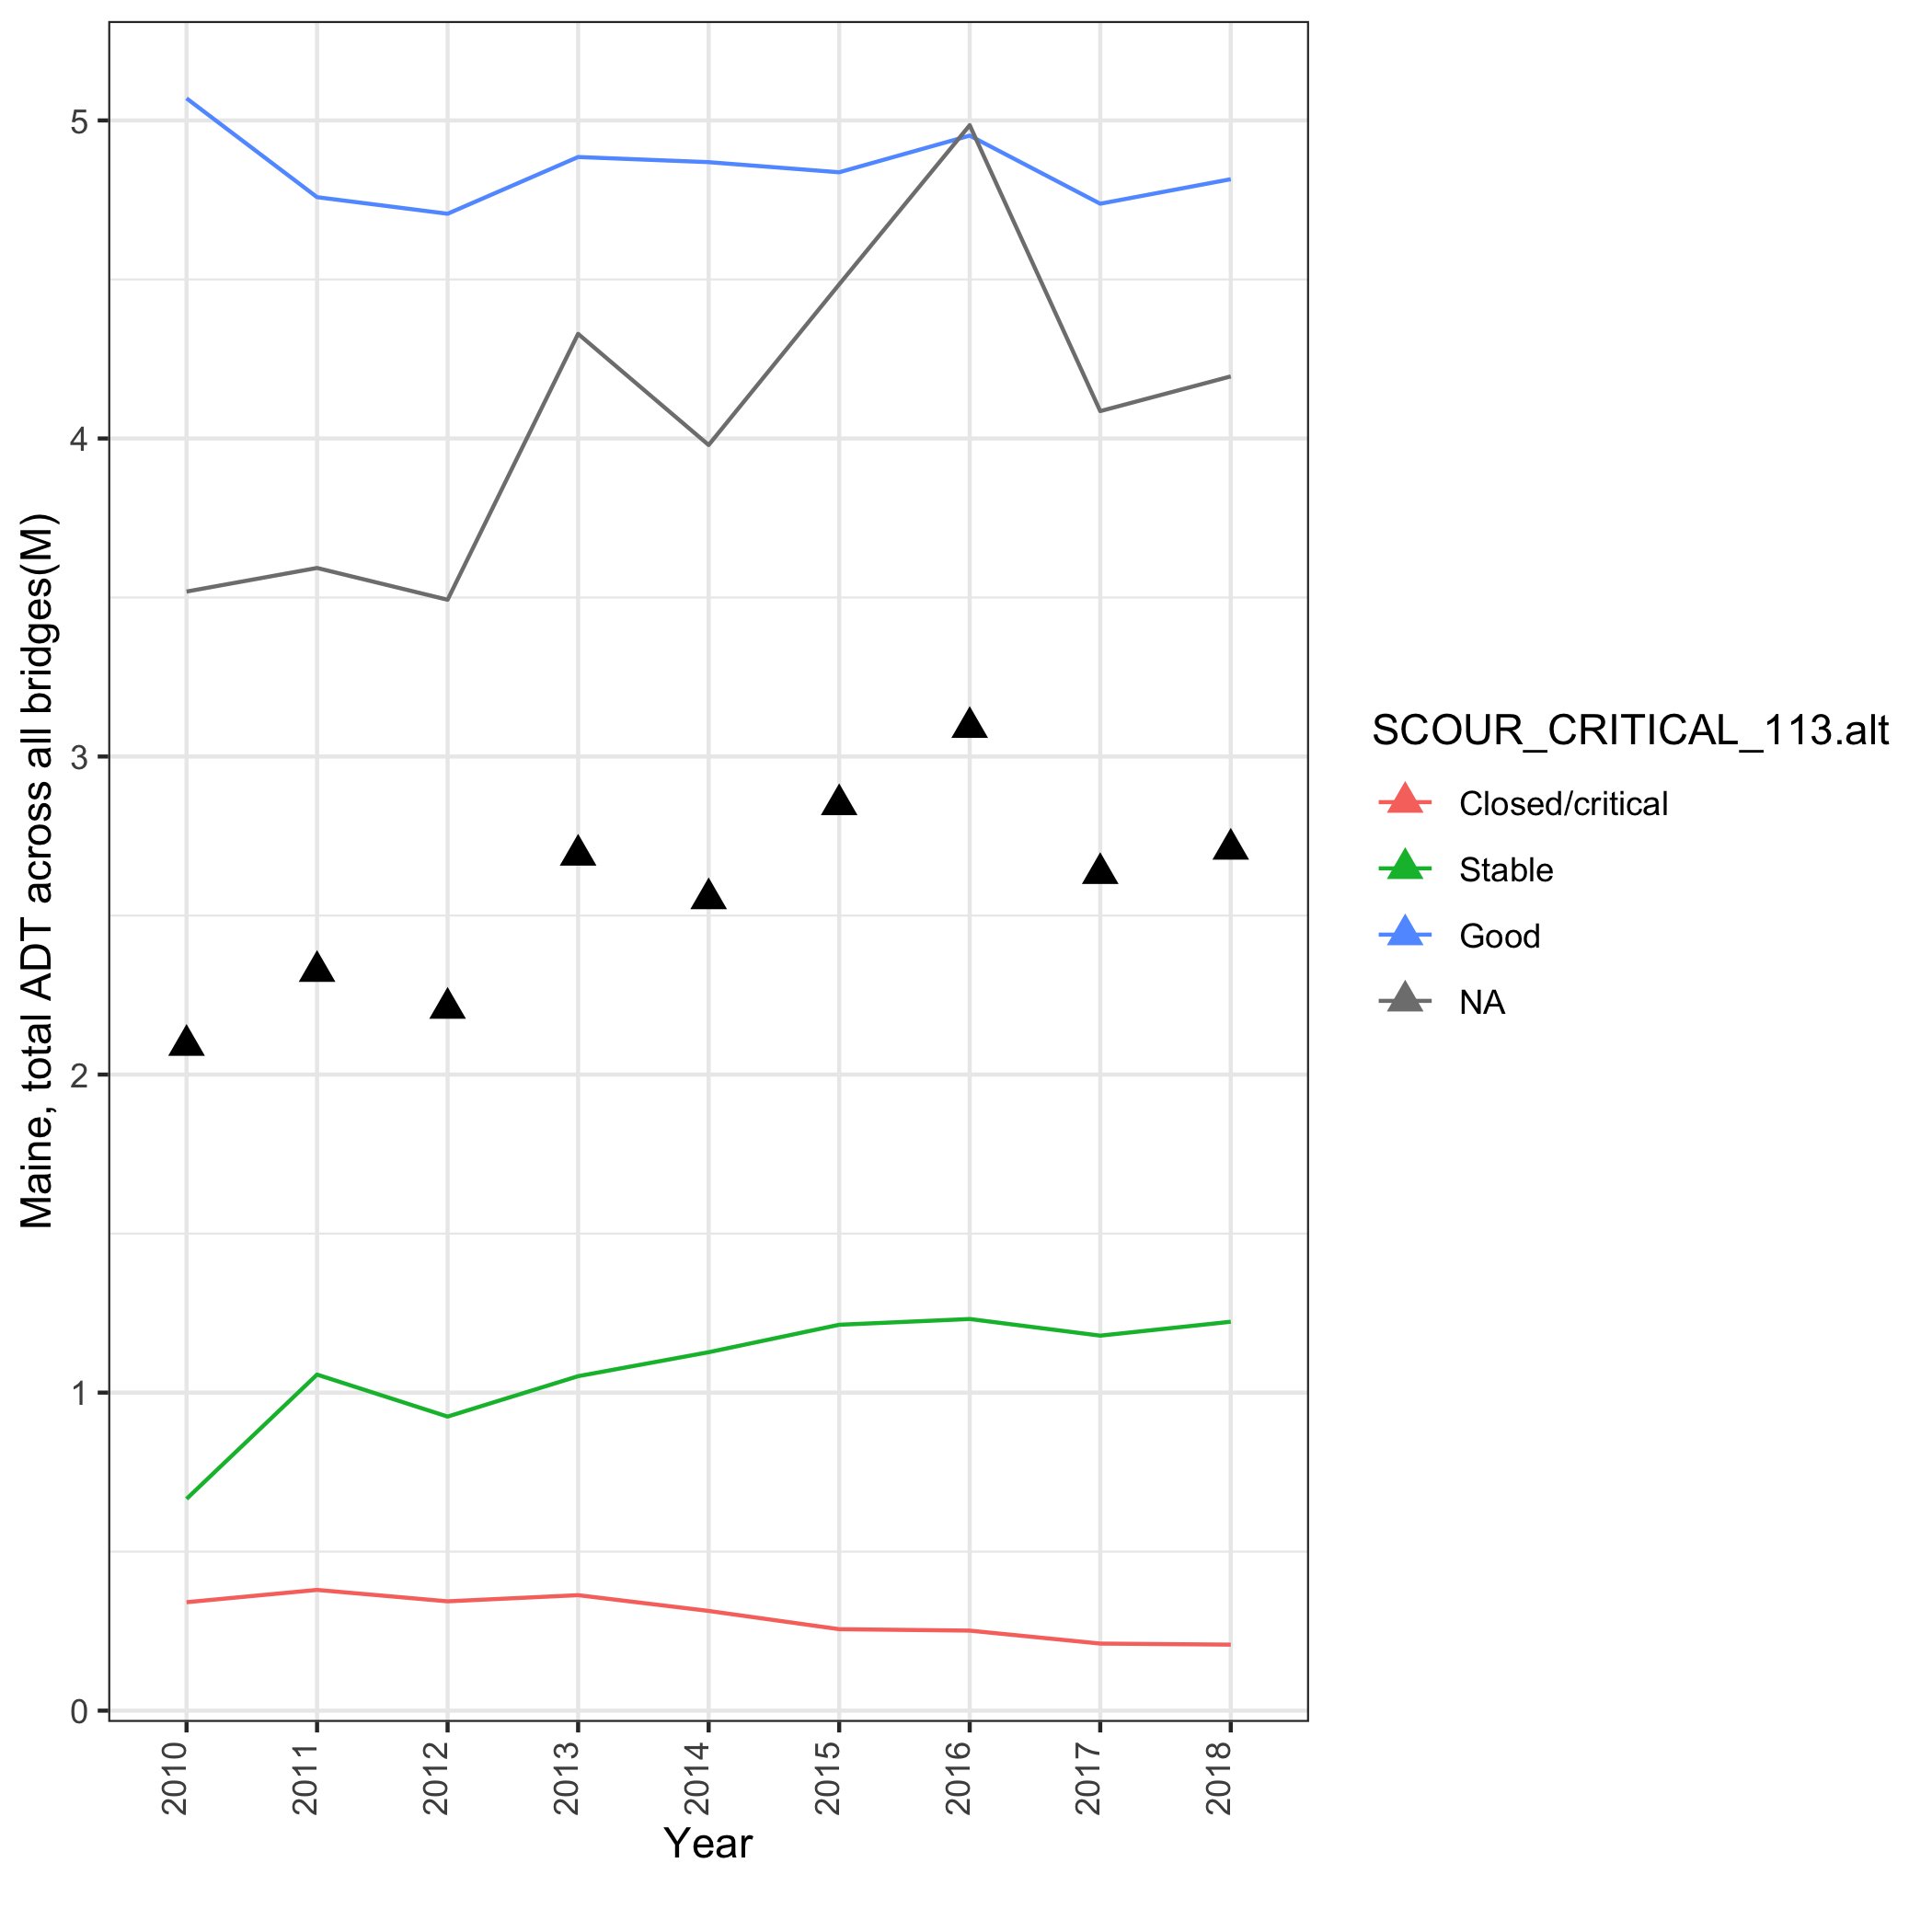 Maine, total ADT across all bridges(M)
5
4
3
2
1
0
2010
2011
2012
2013
2014
2015
2016
2017
2018
Year
SCOUR_CRITICAL_113.alt
Closed/critical
Stable
Good
NA